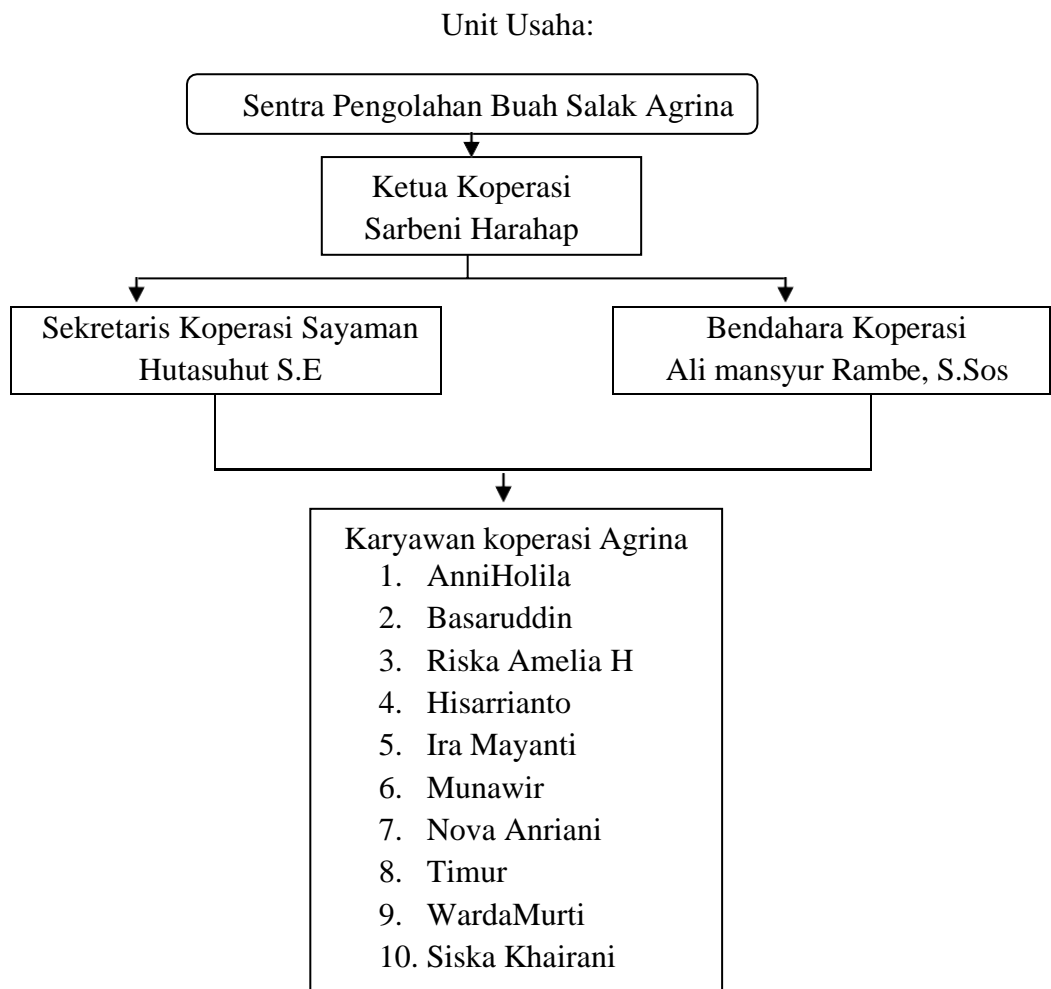 Unit Usaha:
Sentra Pengolahan Buah Salak Agrina
Ketua Koperasi
Sarbeni Harahap
Sekretaris Koperasi Sayaman
Hutasuhut S.E
Bendahara Koperasi
Ali mansyur Rambe, S.Sos
Karyawan koperasi Agrina
1. AnniHolila
2. Basaruddin
3. Riska Amelia H
4. Hisarrianto
5. Ira Mayanti
6. Munawir
7. Nova Anriani
8. Timur
9. WardaMurti
10. Siska Khairani